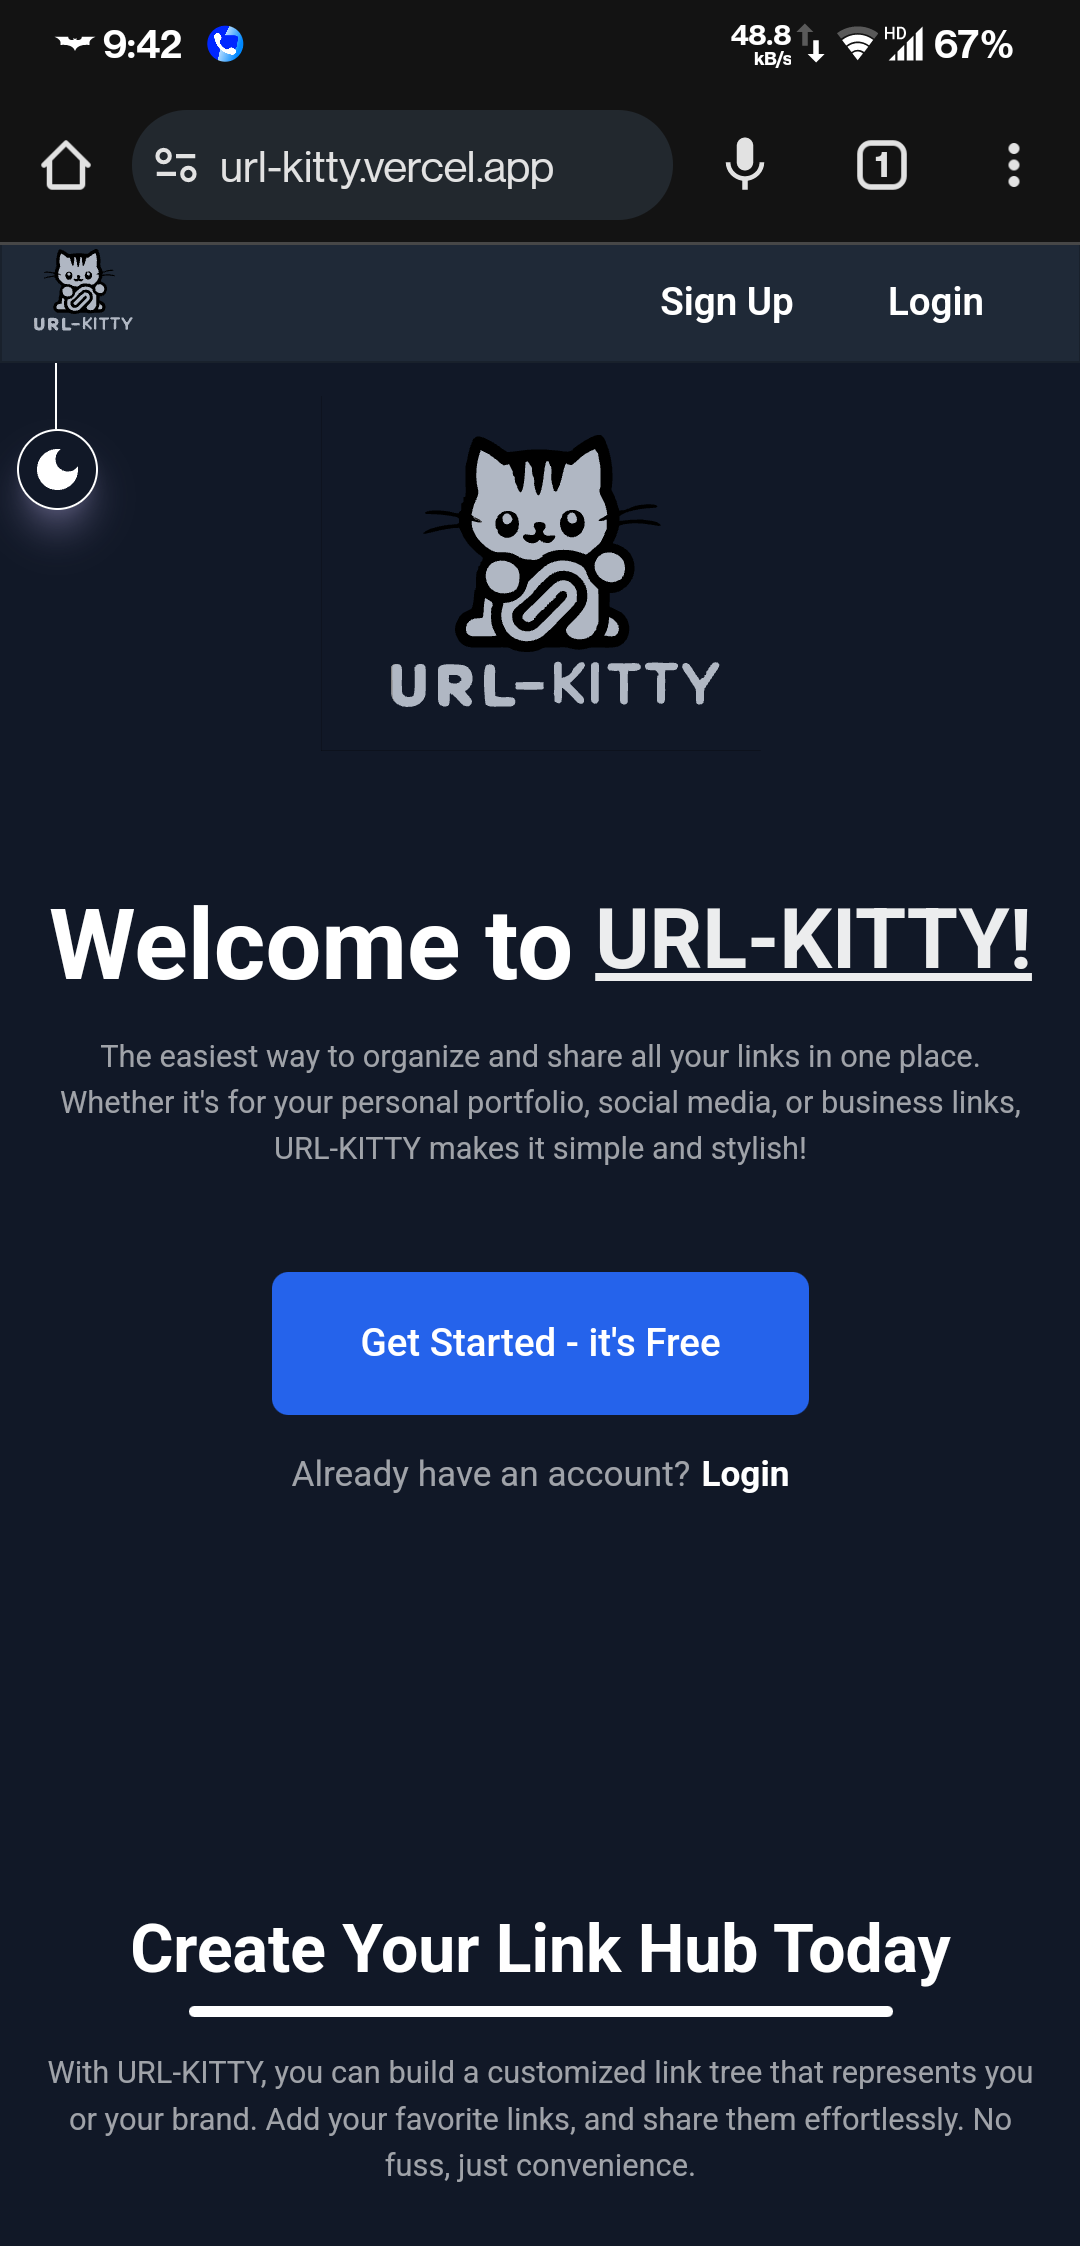 9:42
48.8
kB/s
HD
67%
url-kitty.vercel.app
1
URL-KITTY
Sign Up
Login
URL-KITTY
Welcome to URL-KITTY!
The easiest way to organize and share all your links in one place.
Whether it's for your personal portfolio, social media, or business links,
URL-KITTY makes it simple and stylish!
Get Started - it's Free
Already have an account? Login
Create Your Link Hub Today
With URL-KITTY, you can build a customized link tree that represents you
or your brand. Add your favorite links, and share them effortlessly. No
fuss, just convenience.